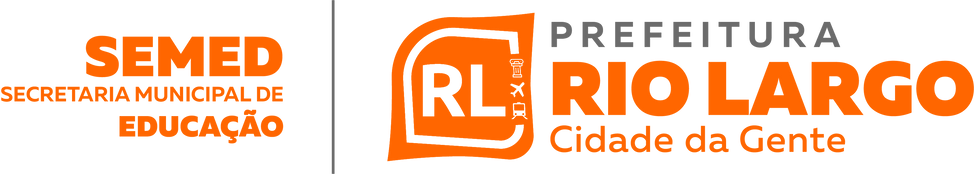 SEMED
SECRETARIA MUNICIPAL DE
EDUCAÇÃO
RL
PREFEITURA
RIO LARGO
Cidade da Gente